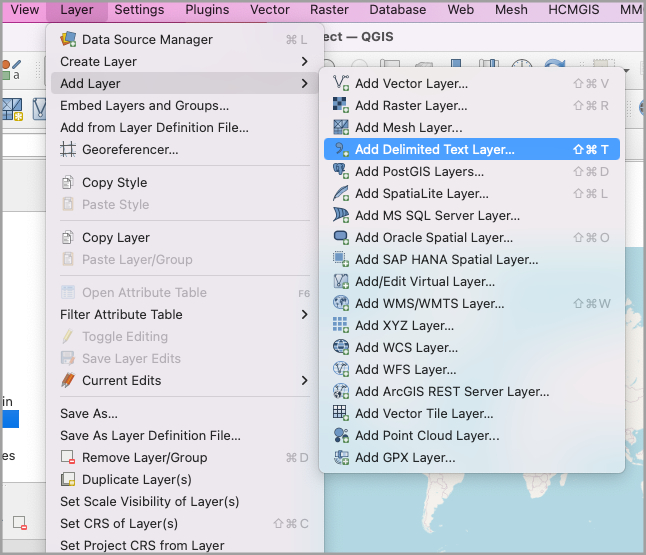 View Layer Settings Plugins Vector Raster Database Web Mesh HCMGIS MM
ect — QGIS
Data Source Manager ⌘ L
Create Layer
Add Layer
Embed Layers and Groups...
Add from Layer Definition File...
Georeferencer...
Copy Style
Paste Style
Copy Layer
Paste Layer/Group
Open Attribute Table F6
Filter Attribute Table
Toggle Editing
Save Layer Edits
Current Edits
Save As...
Save As Layer Definition File...
Remove Layer/Group ⌘ D
Duplicate Layer(s)
Set Scale Visibility of Layer(s)
Set CRS of Layer(s) ⇧ ⌘ C
Set Project CRS from Layer
Add Vector Layer... ⇧ ⌘ V
Add Raster Layer... ⇧ ⌘ R
Add Mesh Layer...
Add Delimited Text Layer... ⇧ ⌘ T
Add PostGIS Layers... ⇧ ⌘ D
Add SpatiaLite Layer... ⇧ ⌘ L
Add MS SQL Server Layer...
Add Oracle Spatial Layer... ⇧ ⌘ O
Add SAP HANA Spatial Layer...
Add/Edit Virtual Layer...
Add WMS/WMTS Layer... ⇧ ⌘ W
Add XYZ Layer...
Add WCS Layer...
Add WFS Layer...
Add ArcGIS REST Server Layer...
Add Vector Tile Layer...
Add Point Cloud Layer...
Add GPX Layer...
a
in
es